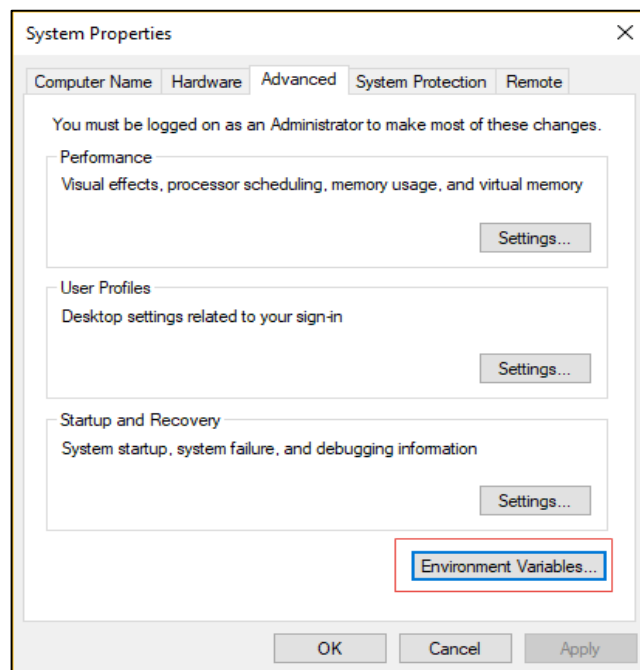 System Properties
Computer Name Hardware Advanced System Protection Remote
You must be logged on as an Administrator to make most of these changes.
Performance
Visual effects, processor scheduling, memory usage, and virtual memory
Settings...
User Profiles
Desktop settings related to your sign-in
Settings...
Startup and Recovery
System startup, system failure, and debugging information
Settings...
Environment Variables...
OK Cancel Apply